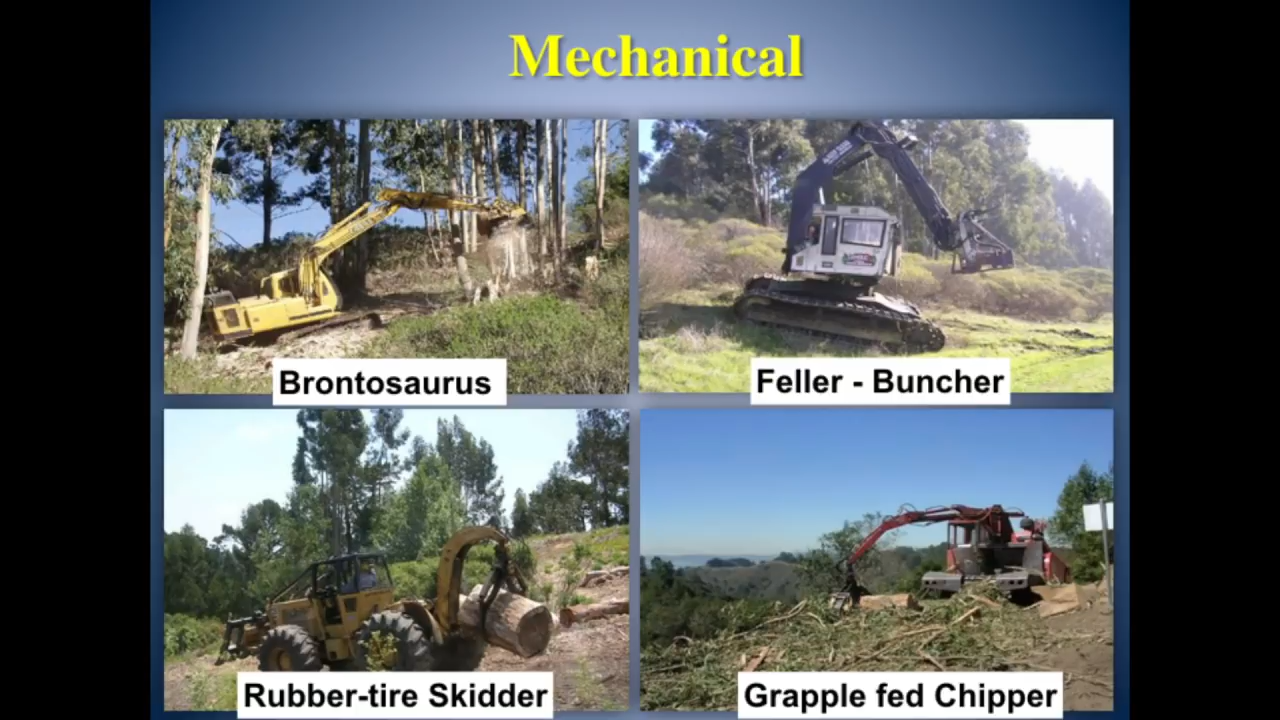 Mechanical
Brontosaurus
Feller - Buncher
Rubber-tire Skidder
Grapple fed Chipper